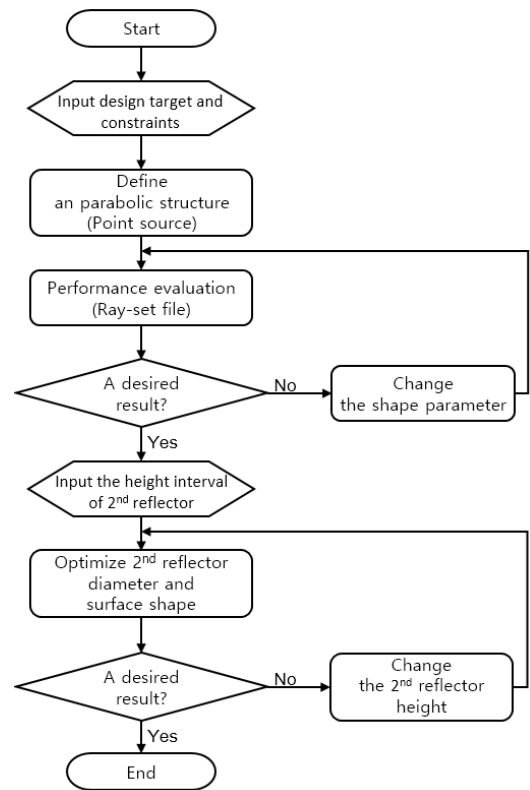 Start
Input design target and
constraints
Define
an parabolic structure
(Point source)
Performance evaluation
(Ray-set file)
A desired
result?
No
Change
the shape parameter
Yes
Input the height interval
of 2nd reflector
Optimize 2nd reflector
diameter and
surface shape
A desired
result?
No
Change
the 2nd reflector
height
Yes
End